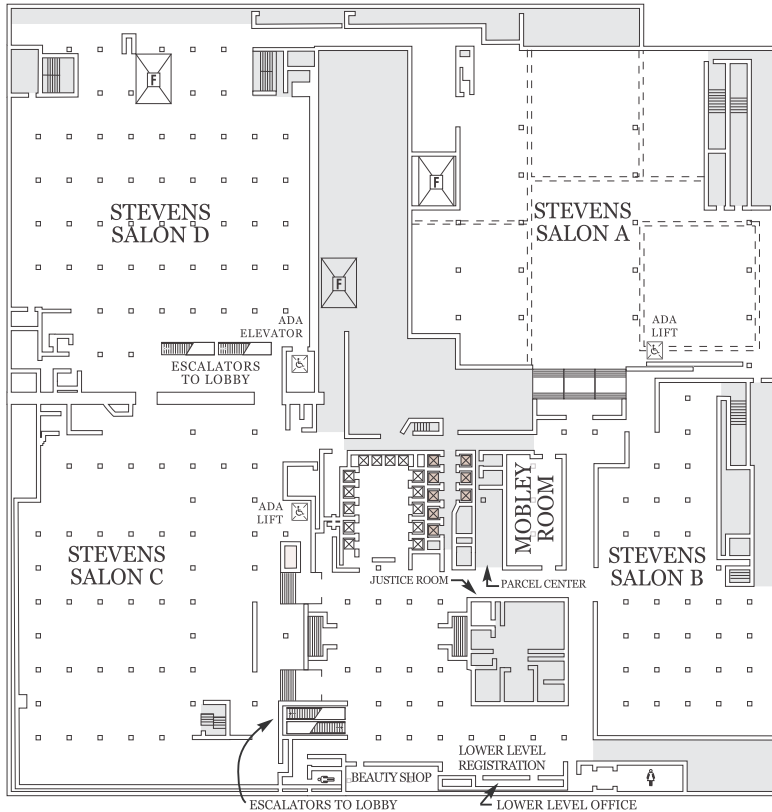 F
STEVENS
SALON D
F
STEVENS
SALON A
F
ADA
ELEVATOR
ADA
LIFT
ESCALATORS
TO LOBBY
MOBLEY
ROOM
ADA
LIFT
STEVENS
SALON C
STEVENS
SALON B
JUSTICE ROOM
PARCEL CENTER
LOWER LEVEL
REGISTRATION
BEAUTY SHOP
ESCALATORS TO LOBBY
LOWER LEVEL OFFICE